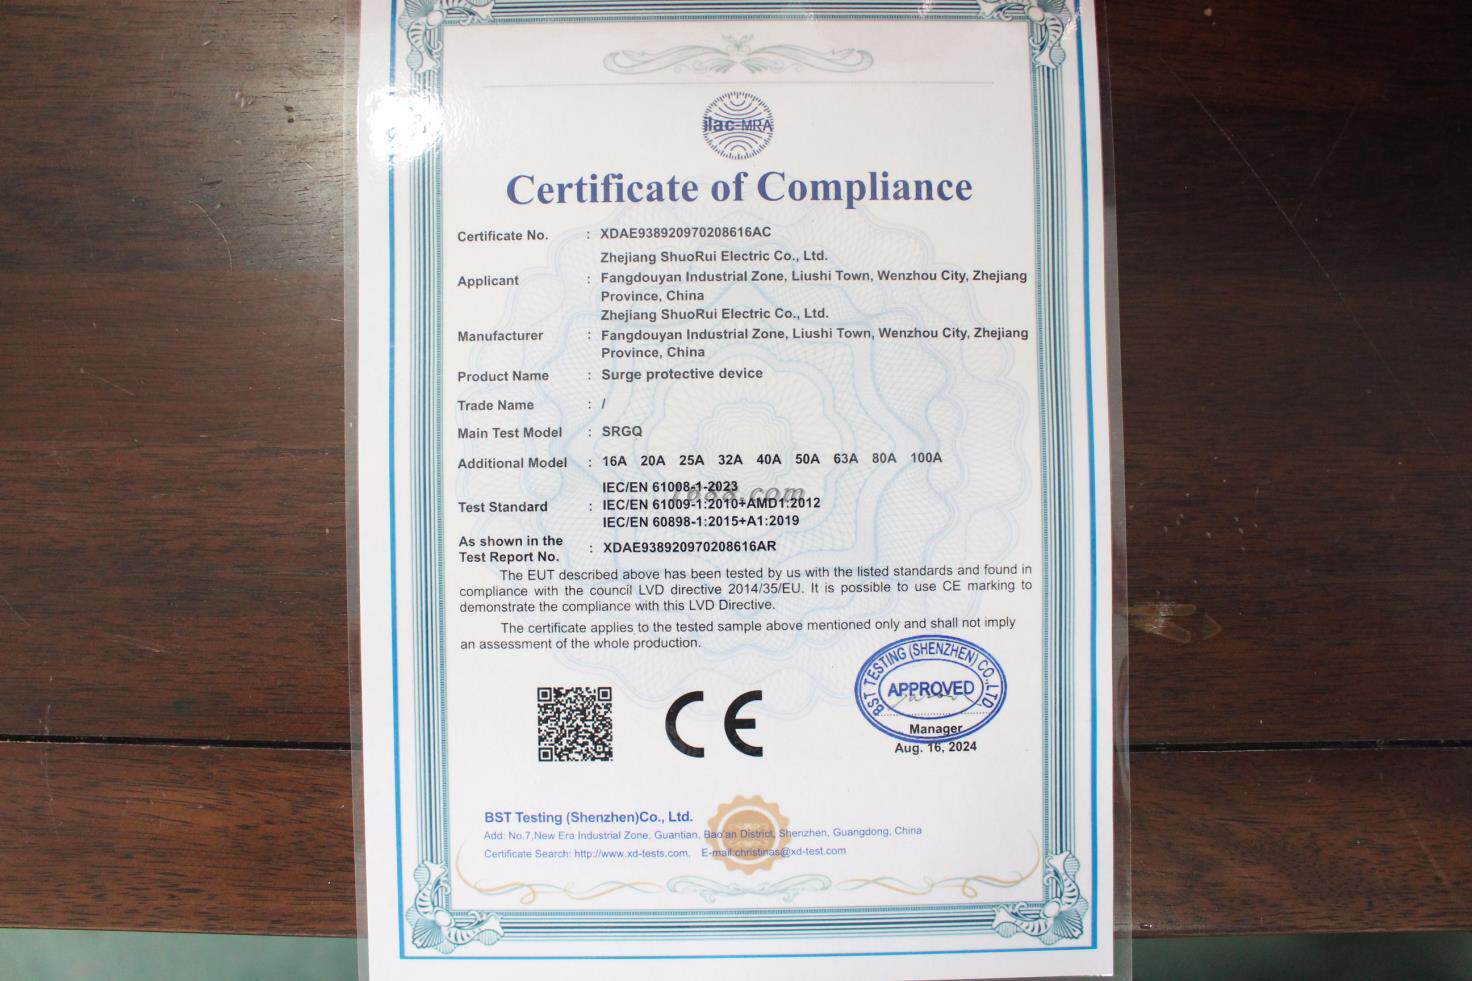 ilac-MRA
Certificate of Compliance
Certificate No. : XDAE938920970208616AC
Zhejiang ShuoRui Electric Co., Ltd.
Applicant : Fangdouyan Industrial Zone, Liushi Town, Wenzhou City, Zhejiang
Province, China
Zhejiang ShuoRui Electric Co., Ltd.
Manufacturer : Fangdouyan Industrial Zone, Liushi Town, Wenzhou City, Zhejiang
Province, China
Product Name : Surge protective device
Trade Name : /
Main Test Model : SRGQ
Additional Model : 16A 20A 25A 32A 40A 50A 63A 80A 100A
IEC/EN 61008-1-2023
1688.com
Test Standard : IEC/EN 61009-1:2010+AMD1:2012
IEC/EN 60898-1:2015+A1:2019
As shown in the
Test Report No. : XDAE938920970208616AR
The EUT described above has been tested by us with the listed standards and found in
compliance with the council LVD directive 2014/35/EU. It is possible to use CE marking to
demonstrate the compliance with this LVD Directive.
The certificate applies to the tested sample above mentioned only and shall not imply
an assessment of the whole production.
BST TESTING (SHENZHEN) CO.,LTD
APPROVED
CE
Manager
Aug. 16, 2024
BST Testing (Shenzhen)Co., Ltd.
Add: No.7,New Era Industrial Zone, Guantian, Bao'an District, Shenzhen, Guangdong, China
Certificate Search: http://www.xd-tests.com, E-mail:christinas@xd-test.com